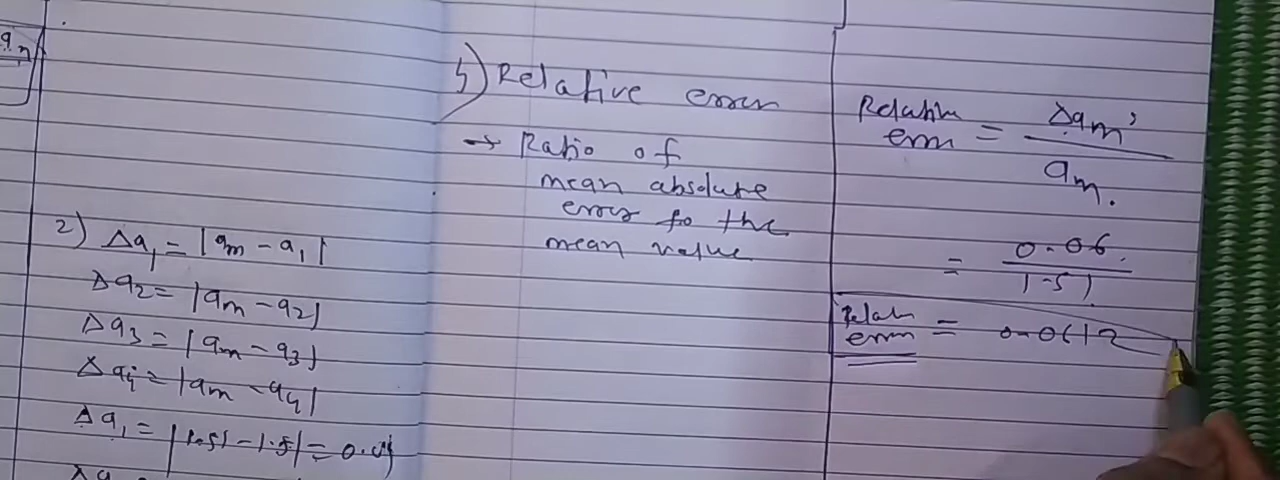 an
2) Δa₁ = |am - a₁|
Δa2 = |am - a2|
Δa3 = |am - a3|
Δa4 = |am - a4|
Δa₁ = |1.51 - 1.5| = 0.01
5) Relative error
→ Ratio of
mean absolute
error to the
mean value
Relative error = Δam' / am.
= 0.06 / 1.51
error = 0.0612